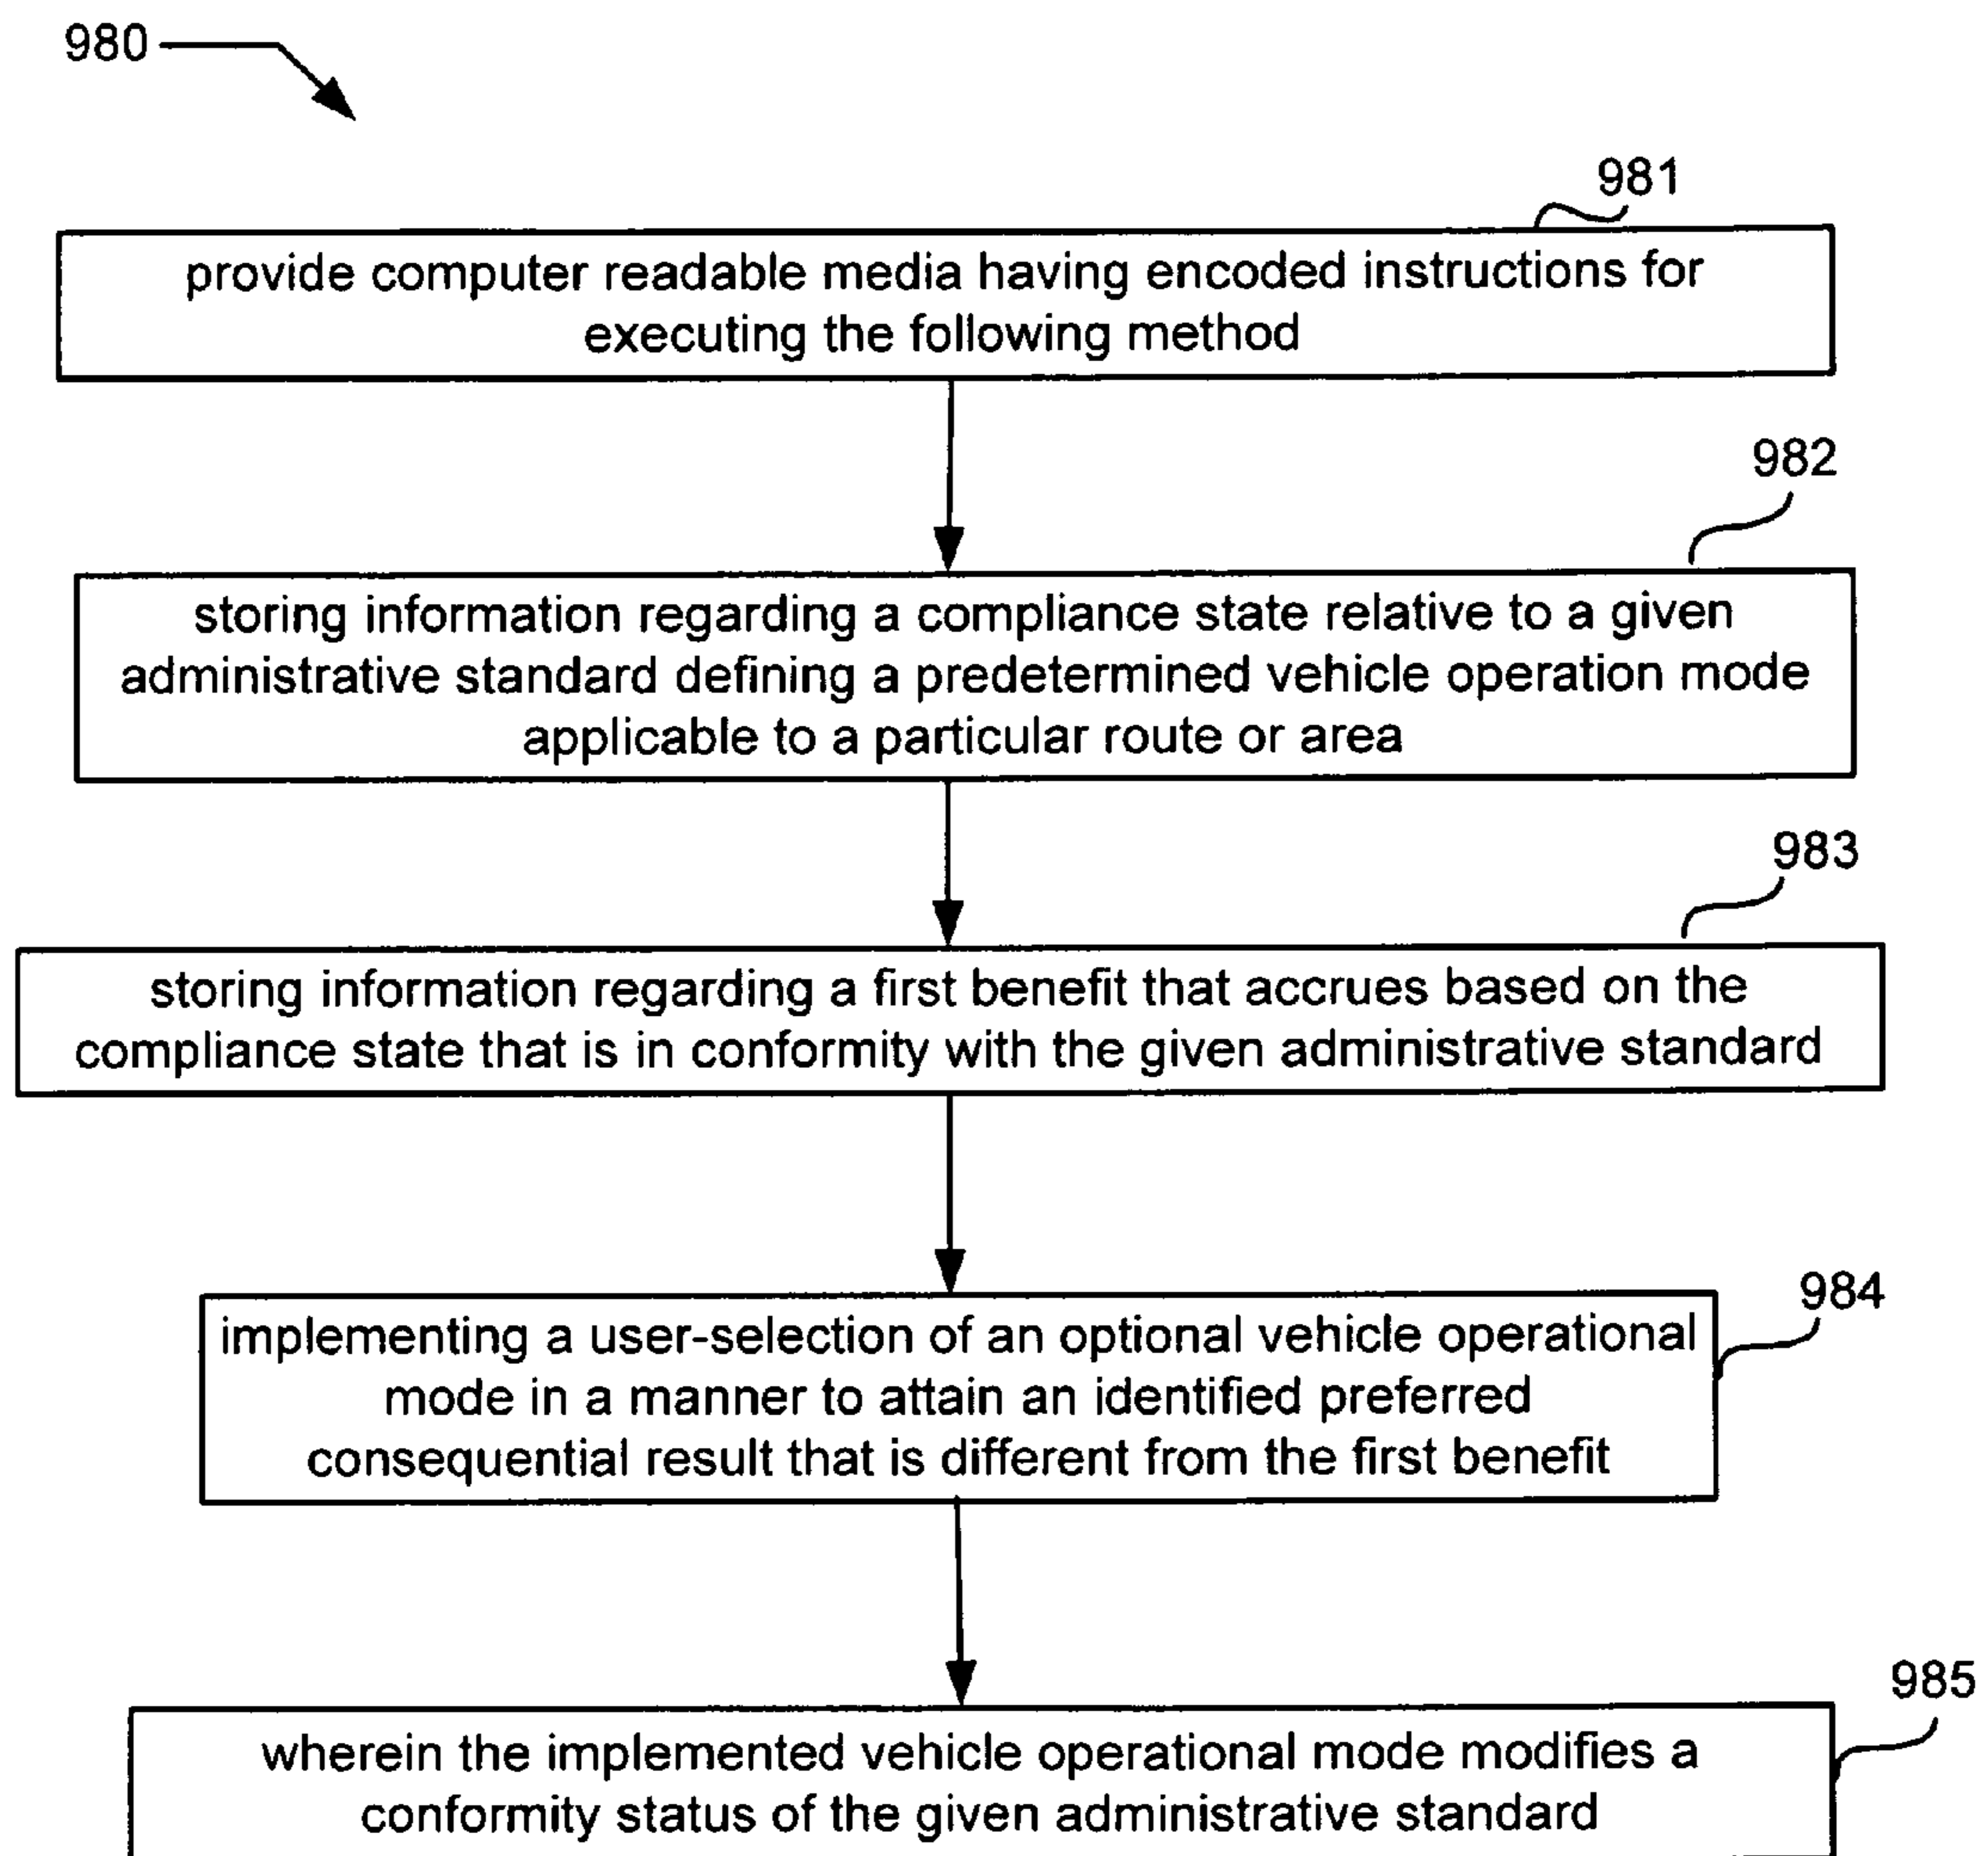 980
981
provide computer readable media having encoded instructions for
executing the following method
982
storing information regarding a compliance state relative to a given
administrative standard defining a predetermined vehicle operation mode
applicable to a particular route or area
983
storing information regarding a first benefit that accrues based on the
compliance state that is in conformity with the given administrative standard
984
implementing a user-selection of an optional vehicle operational
mode in a manner to attain an identified preferred
consequential result that is different from the first benefit
985
wherein the implemented vehicle operational mode modifies a
conformity status of the given administrative standard